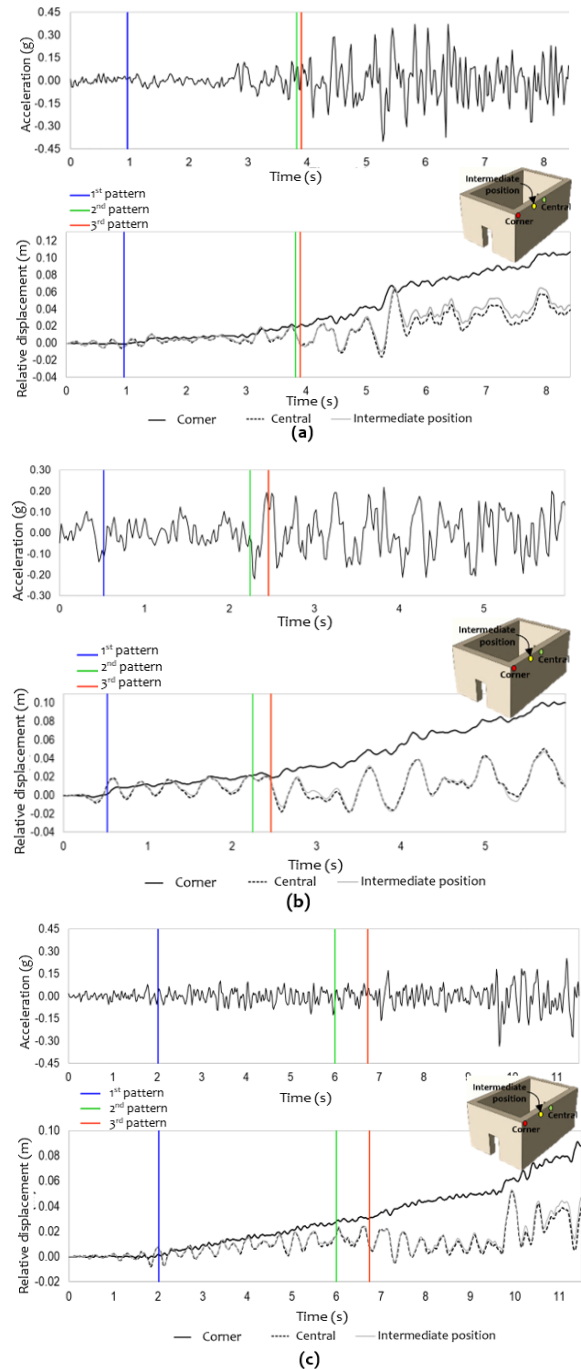 0.45
0.30
0.15
0.00
-0.15
-0.30
-0.45
Acceleration (g)
0 1 2 3 4 5 6 7 8
Time (s)
1st pattern
2nd pattern
3rd pattern
Intermediate
position
Central
Corner
0.12
0.10
0.08
0.06
0.04
0.02
0.00
-0.02
-0.04
Relative displacement (m)
0 1 2 3 4 5 6 7 8
Time (s)
Corner Central Intermediate position
(a)
0.30
0.20
0.10
0.00
-0.10
-0.20
-0.30
Acceleration (g)
0 1 2 3 4 5
Time (s)
1st pattern
2nd pattern
3rd pattern
Intermediate
position
Central
Corner
0.10
0.08
0.06
0.04
0.02
0.00
-0.02
-0.04
Relative displacement (m)
0 1 2 3 4 5
Time (s)
Corner Central Intermediate position
(b)
0.45
0.30
0.15
0.00
-0.15
-0.30
-0.45
Acceleration (g)
0 1 2 3 4 5 6 7 8 9 10 11
Time (s)
1st pattern
2nd pattern
3rd pattern
Intermediate
position
Central
Corner
0.10
0.08
0.06
0.04
0.02
0.00
-0.02
Relative displacement (m)
0 1 2 3 4 5 6 7 8 9 10 11
Time (s)
Corner Central Intermediate position
(c)